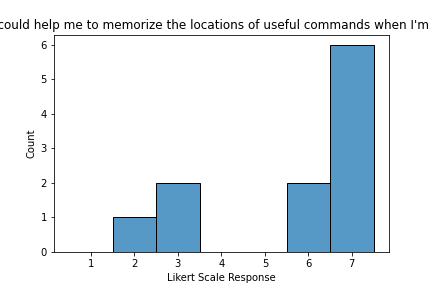 could help me to memorize the locations of useful commands when I'm
6
5
4
3
2
1
0
Count
1 2 3 4 5 6 7
Likert Scale Response